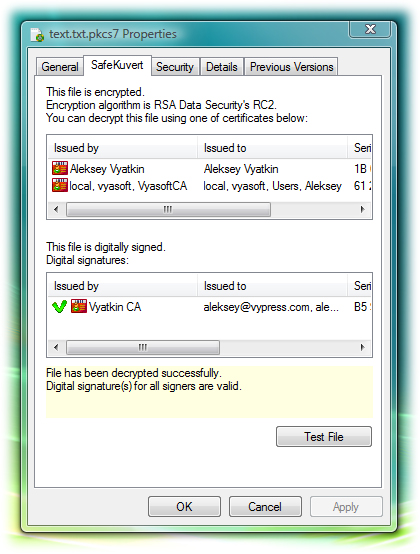 text.txt.pkcs7 Properties
General SafeKuvert Security Details Previous Versions
This file is encrypted.
Encryption algorithm is RSA Data Security's RC2.
You can decrypt this file using one of certificates below:
Issued by Issued to Seri
Aleksey Vyatkin Aleksey Vyatkin 1B
local, vyasoft, VyasoftCA local, vyasoft, Users, Aleksey 61 2
This file is digitally signed.
Digital signatures:
Issued by Issued to Seri
Vyatkin CA aleksey@vypress.com, ale... B5
File has been decrypted successfully.
Digital signature(s) for all signers are valid.
Test File
OK Cancel Apply